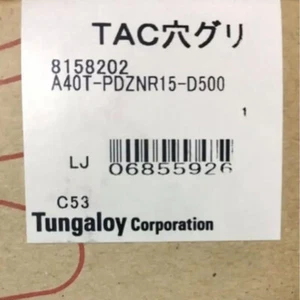 TAC穴グリ
8158202
A40T-PDZNR15-D500
1
LJ 06855926
C53
Tungaloy Corporation